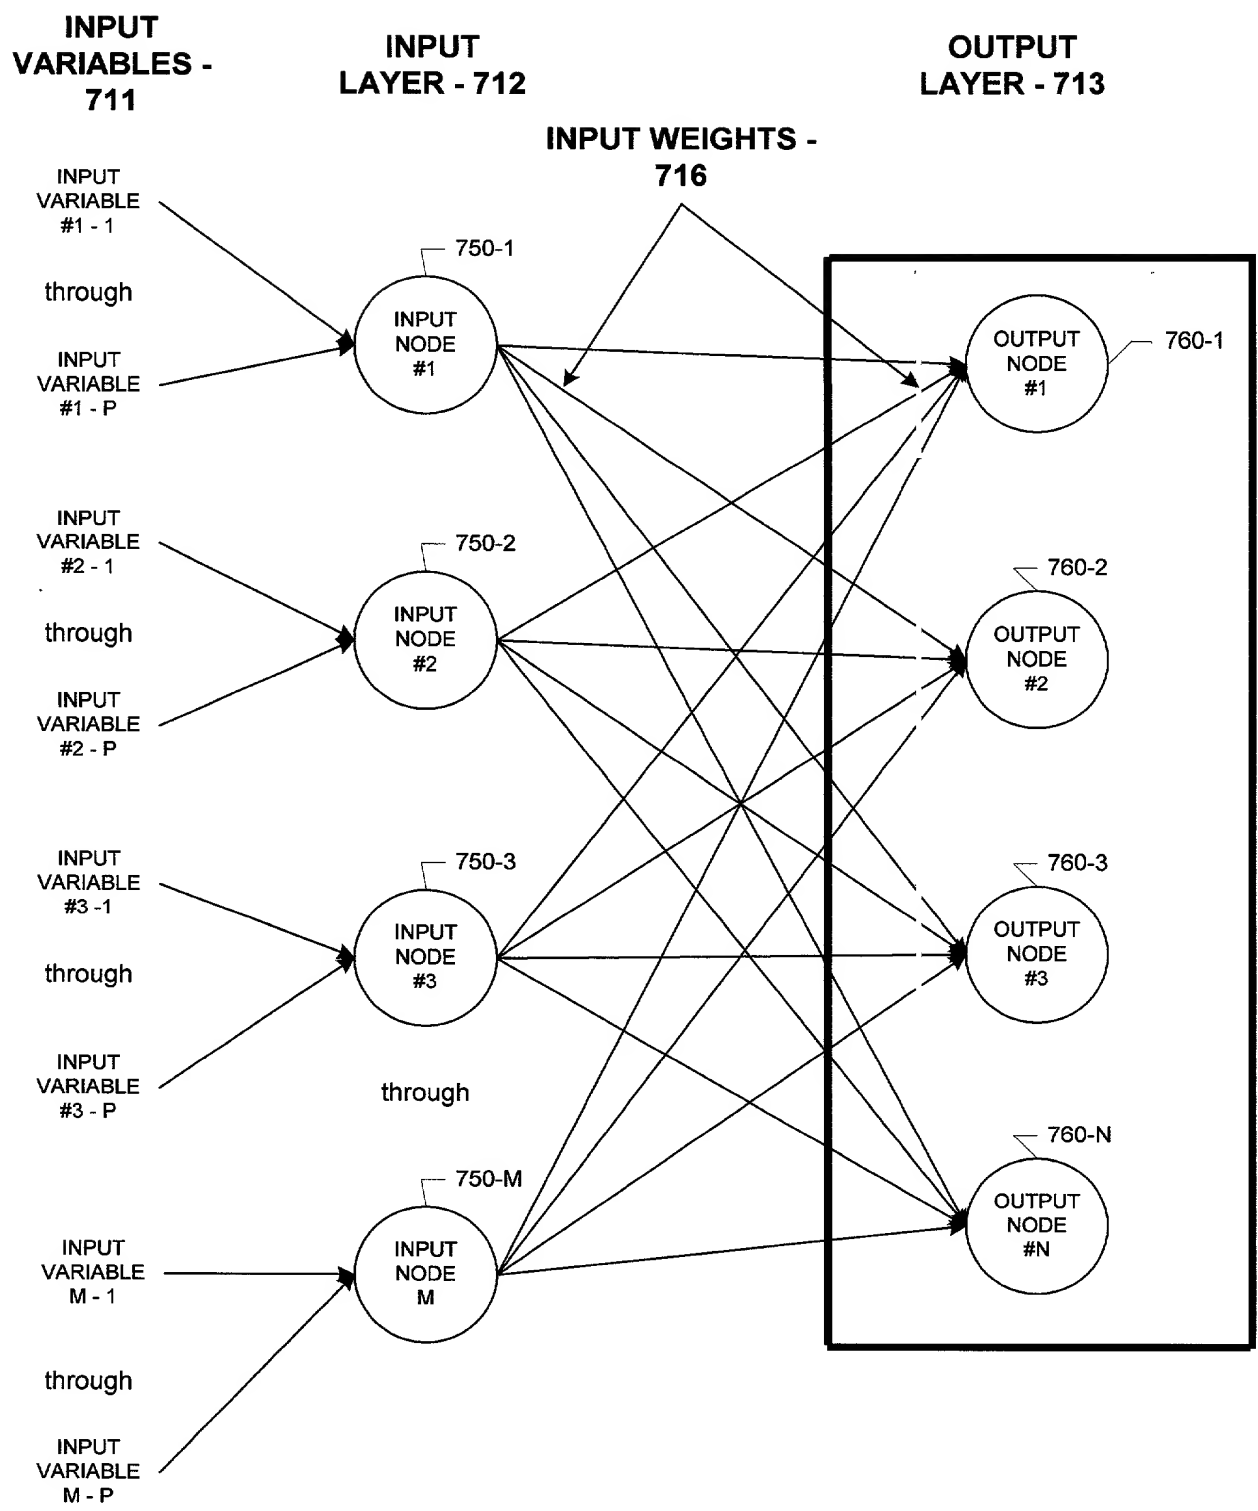 INPUT
VARIABLES -
711
INPUT
LAYER - 712
OUTPUT
LAYER - 713
INPUT WEIGHTS -
716
INPUT
VARIABLE
#1 - 1
through
INPUT
VARIABLE
#1 - P
INPUT
VARIABLE
#2 - 1
through
INPUT
VARIABLE
#2 - P
INPUT
VARIABLE
#3 -1
through
INPUT
VARIABLE
#3 - P
INPUT
VARIABLE
M - 1
through
INPUT
VARIABLE
M - P
750-1
INPUT
NODE
#1
750-2
INPUT
NODE
#2
750-3
INPUT
NODE
#3
through
750-M
INPUT
NODE
M
760-1
OUTPUT
NODE
#1
760-2
OUTPUT
NODE
#2
760-3
OUTPUT
NODE
#3
760-N
OUTPUT
NODE
#N